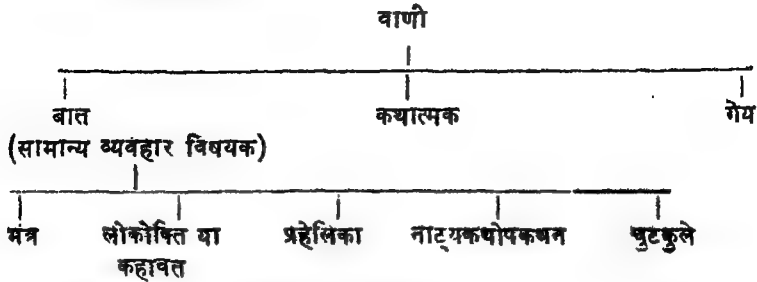 वाणी
बात कथात्मक गेय
(सामान्य व्यवहार विषयक)
मंत्र लोकोक्ति या प्रहेलिका नाट्यकथोपकथन चुटकुले
कहावत